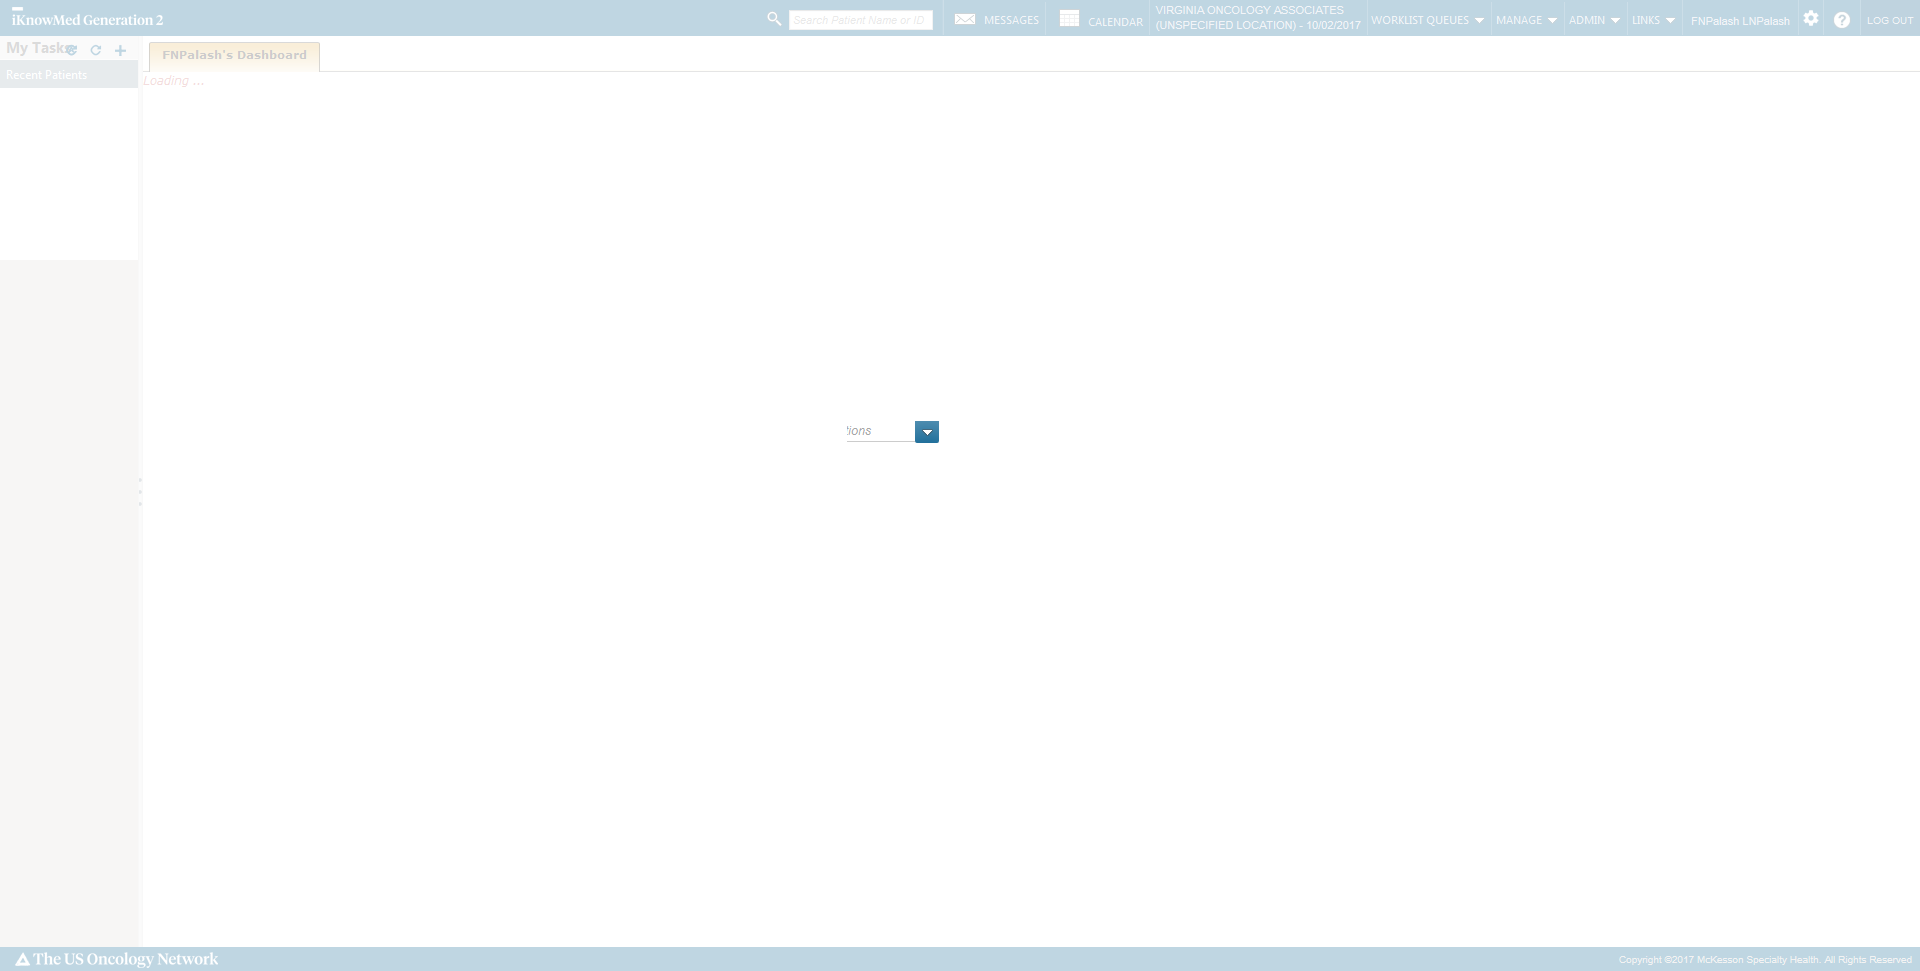 iKnowMed Generation 2
Search Patient Name or ID
MESSAGES
CALENDAR
VIRGINIA ONCOLOGY ASSOCIATES
(UNSPECIFIED LOCATION) - 10/02/2017
WORKLIST QUEUES
MANAGE
ADMIN
LINKS
FNPalash LNPalash
LOG OUT
My Tasks
FNPalash's Dashboard
Recent Patients
Loading ...
tions
The US Oncology Network
Copyright ©2017 McKesson Specialty Health. All Rights Reserved